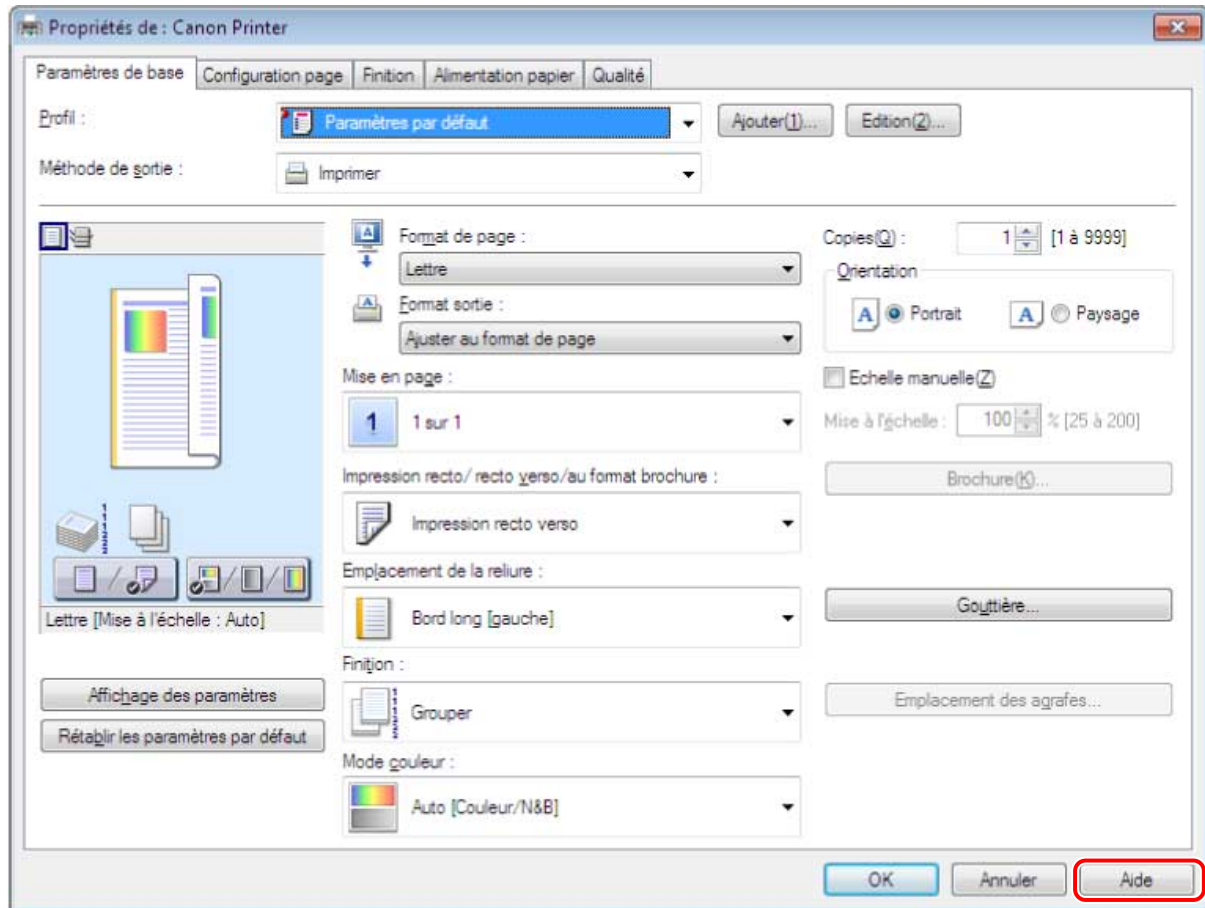 Propriétés de : Canon Printer
Paramètres de base Configuration page Finition Alimentation papier Qualité
Profil : Paramètres par défaut Ajouter(1)... Edition(2)...
Méthode de sortie : Imprimer
Format de page : Copies(Q) : 1 [1 à 9999]
Lettre Orientation
Format sortie : A Portrait A Paysage
Ajuster au format de page
Mise en page : Echelle manuelle(Z)
1 1 sur 1 Mise à l'échelle : 100 % [25 à 200]
Impression recto/ recto verso/au format brochure : Brochure(K)...
Impression recto verso
Emplacement de la reliure :
Lettre [Mise à l'échelle : Auto] Bord long [gauche] Gouttière...
Finition :
Affichage des paramètres Grouper Emplacement des agrafes...
Rétablir les paramètres par défaut
Mode couleur :
Auto [Couleur/N&B]
OK Annuler Aide